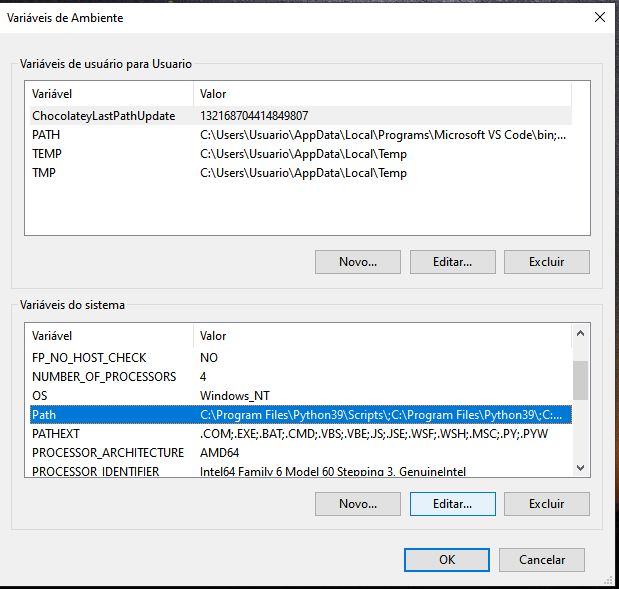 Variáveis de Ambiente
Variáveis de usuário para Usuario
Variável Valor
ChocolateyLastPathUpdate 132168704414849807
PATH C:\Users\Usuario\AppData\Local\Programs\Microsoft VS Code\bin;...
TEMP C:\Users\Usuario\AppData\Local\Temp
TMP C:\Users\Usuario\AppData\Local\Temp
Novo... Editar... Excluir
Variáveis do sistema
Variável Valor
FP_NO_HOST_CHECK NO
NUMBER_OF_PROCESSORS 4
OS Windows_NT
Path C:\Program Files\Python39\Scripts\;C:\Program Files\Python39\;C:...
PATHEXT .COM;.EXE;.BAT;.CMD;.VBS;.VBE;.JS;.JSE;.WSF;.WSH;.MSC;.PY;.PYW
PROCESSOR_ARCHITECTURE AMD64
PROCESSOR_IDENTIFIER Intel64 Family 6 Model 60 Stepping 3, GenuineIntel
Novo... Editar... Excluir
OK Cancelar